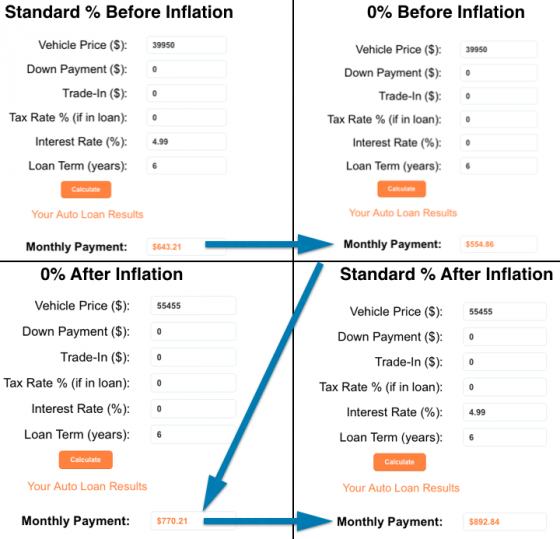 Standard % Before Inflation
Vehicle Price ($): 39950
Down Payment ($): 0
Trade-In ($): 0
Tax Rate % (if in loan): 0
Interest Rate (%): 4.99
Loan Term (years): 6
Calculate
Your Auto Loan Results
Monthly Payment: $643.21
0% Before Inflation
Vehicle Price ($): 39950
Down Payment ($): 0
Trade-In ($): 0
Tax Rate % (if in loan): 0
Interest Rate (%): 0
Loan Term (years): 6
Calculate
Your Auto Loan Results
Monthly Payment: $554.86
0% After Inflation
Vehicle Price ($): 55455
Down Payment ($): 0
Trade-In ($): 0
Tax Rate % (if in loan): 0
Interest Rate (%): 0
Loan Term (years): 6
Calculate
Your Auto Loan Results
Monthly Payment: $770.21
Standard % After Inflation
Vehicle Price ($): 55455
Down Payment ($): 0
Trade-In ($): 0
Tax Rate % (if in loan): 0
Interest Rate (%): 4.99
Loan Term (years): 6
Calculate
Your Auto Loan Results
Monthly Payment: $892.84